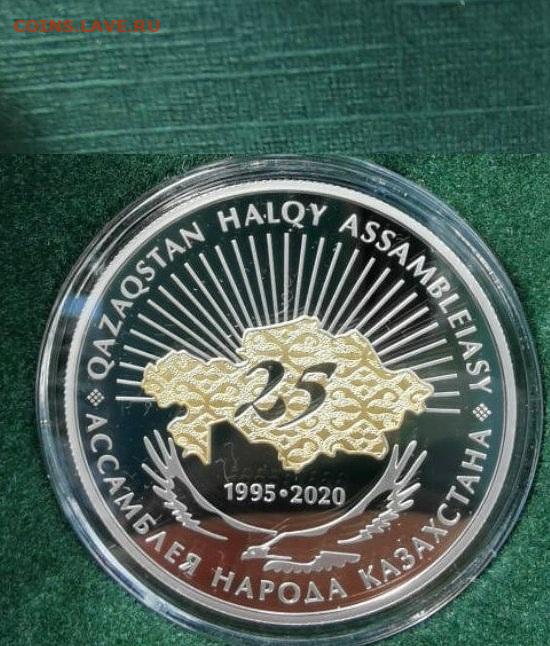 COINS.LAVE.RU
QAZAQSTAN HALQY ASSAMBLEIASY
25
1995•2020
АССАМБЛЕЯ НАРОДА КАЗАХСТАНА